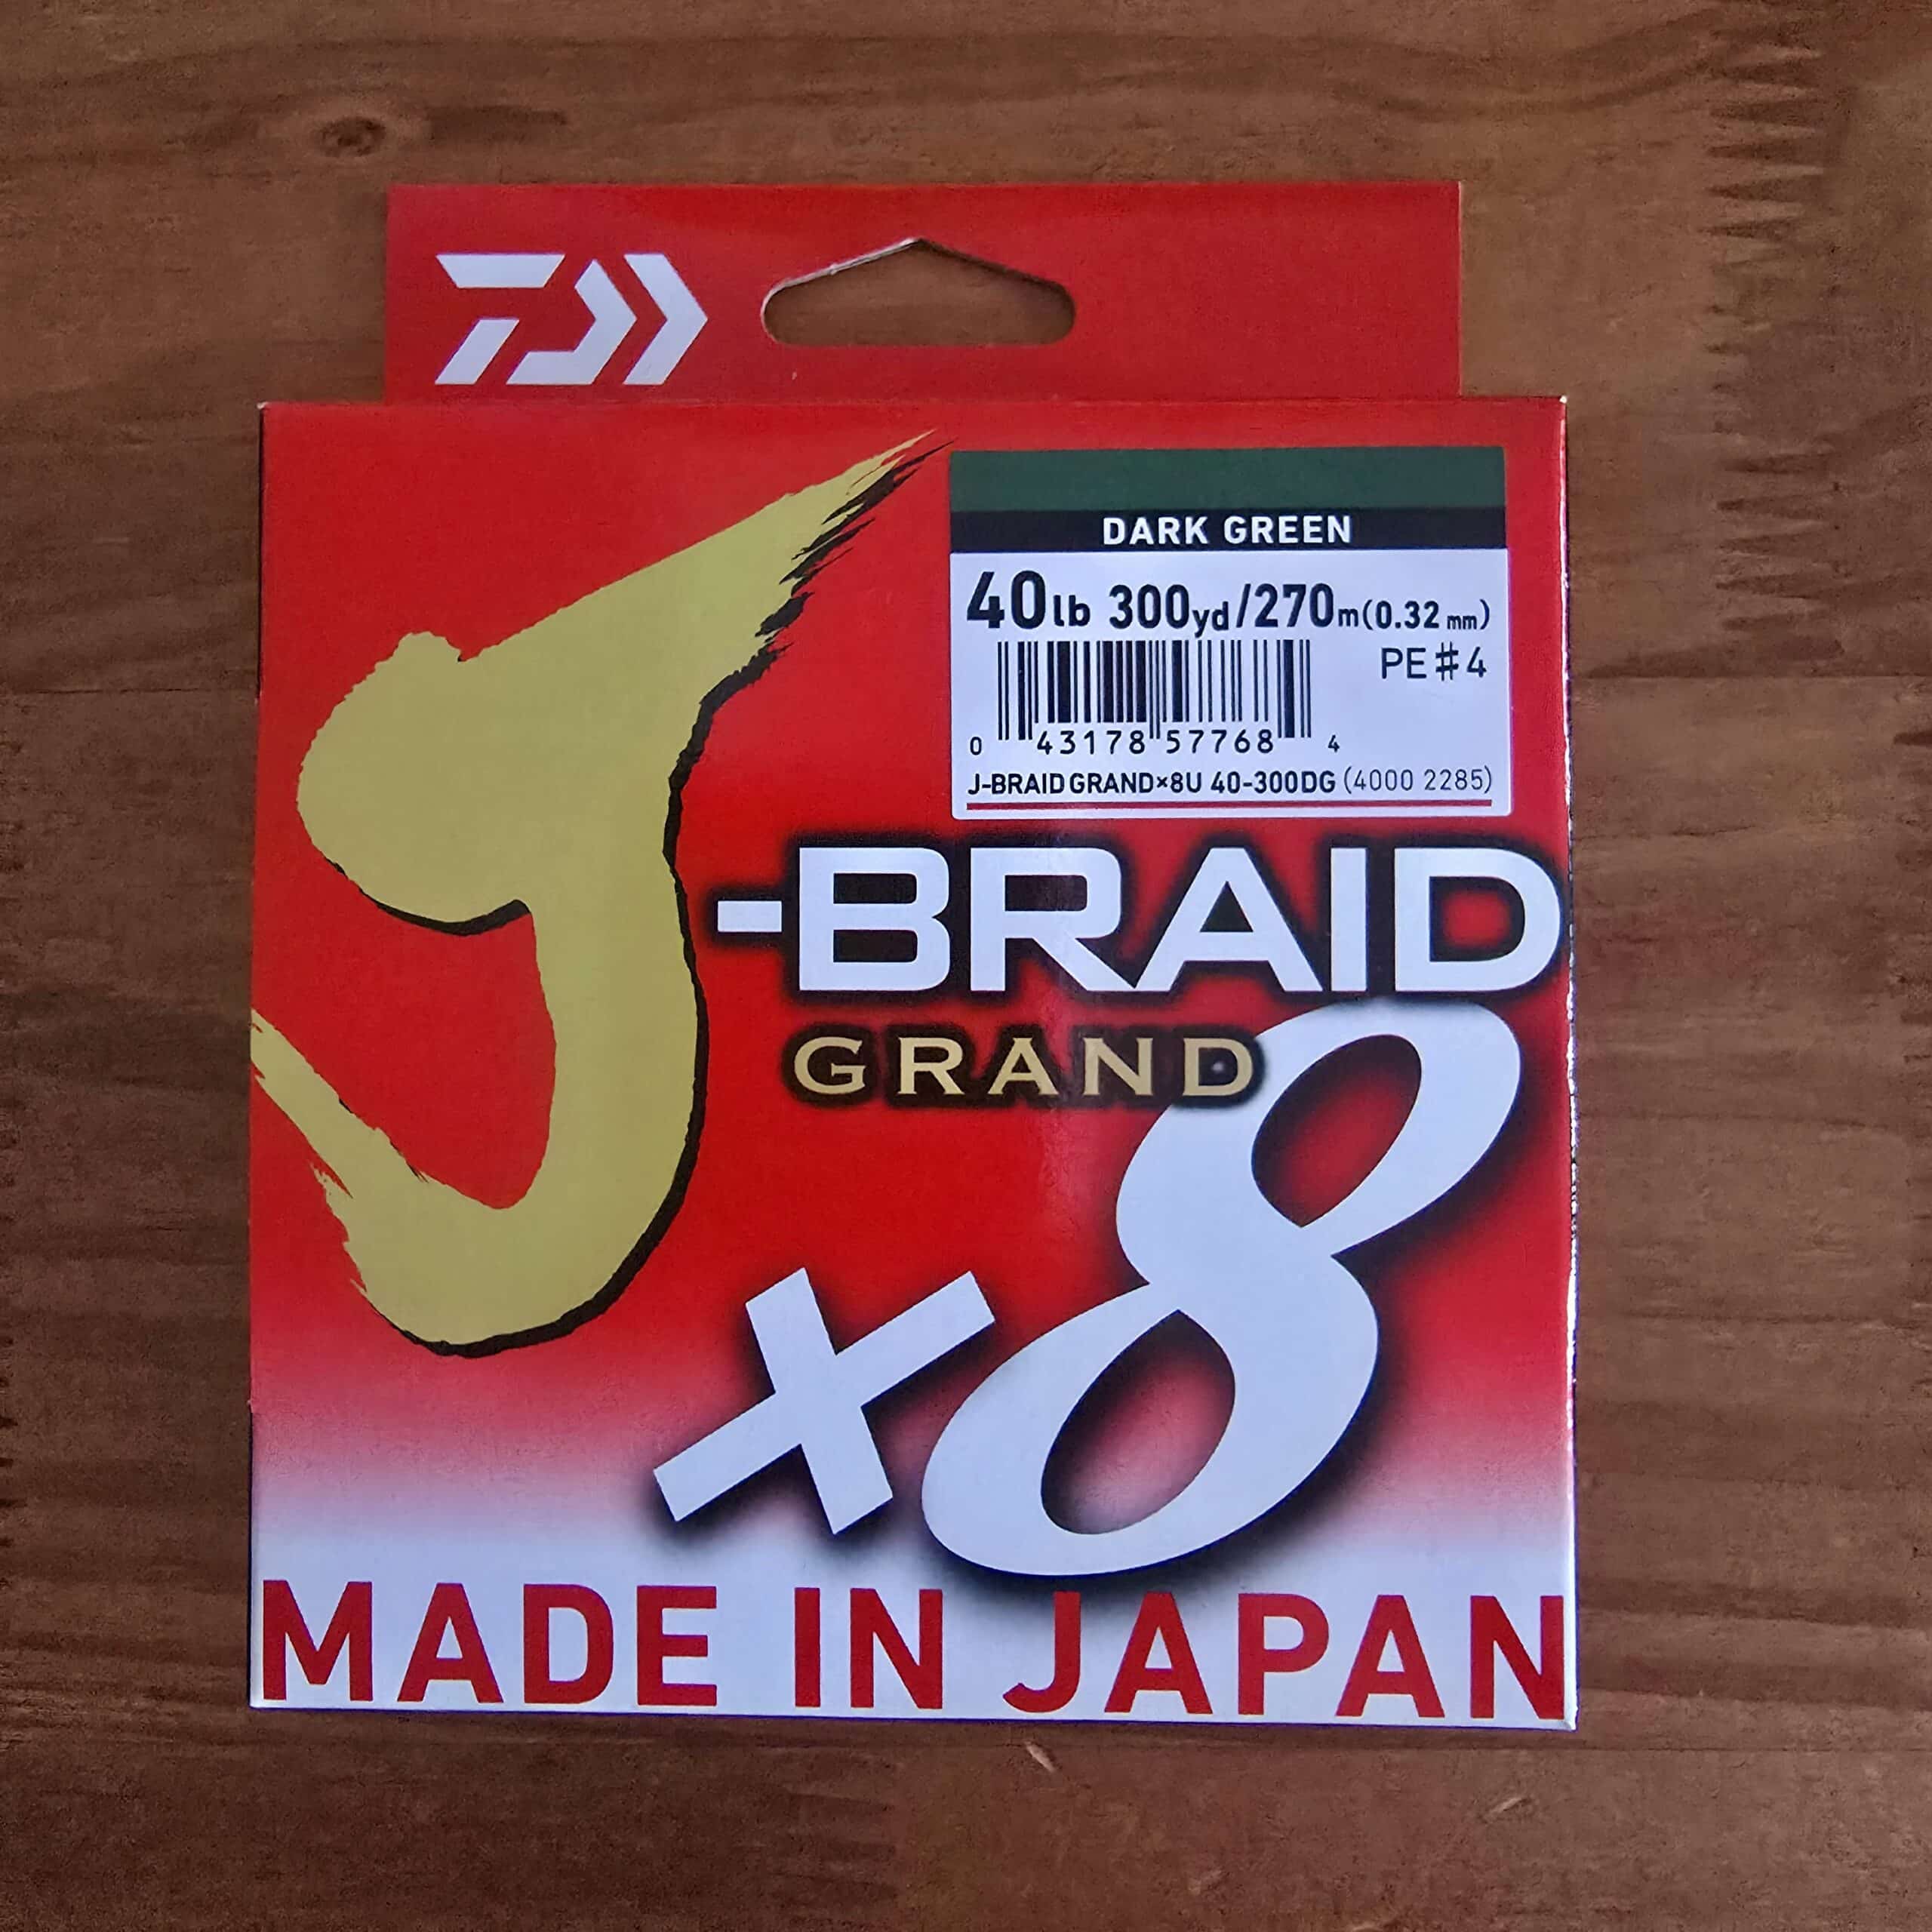 DARK GREEN
40lb 300yd/270m(0.32mm)
PE♯4
0 43178 57768 4
J-BRAID GRAND×8U 40-300DG (4000 2285)
J-BRAID
GRAND
×8
MADE IN JAPAN